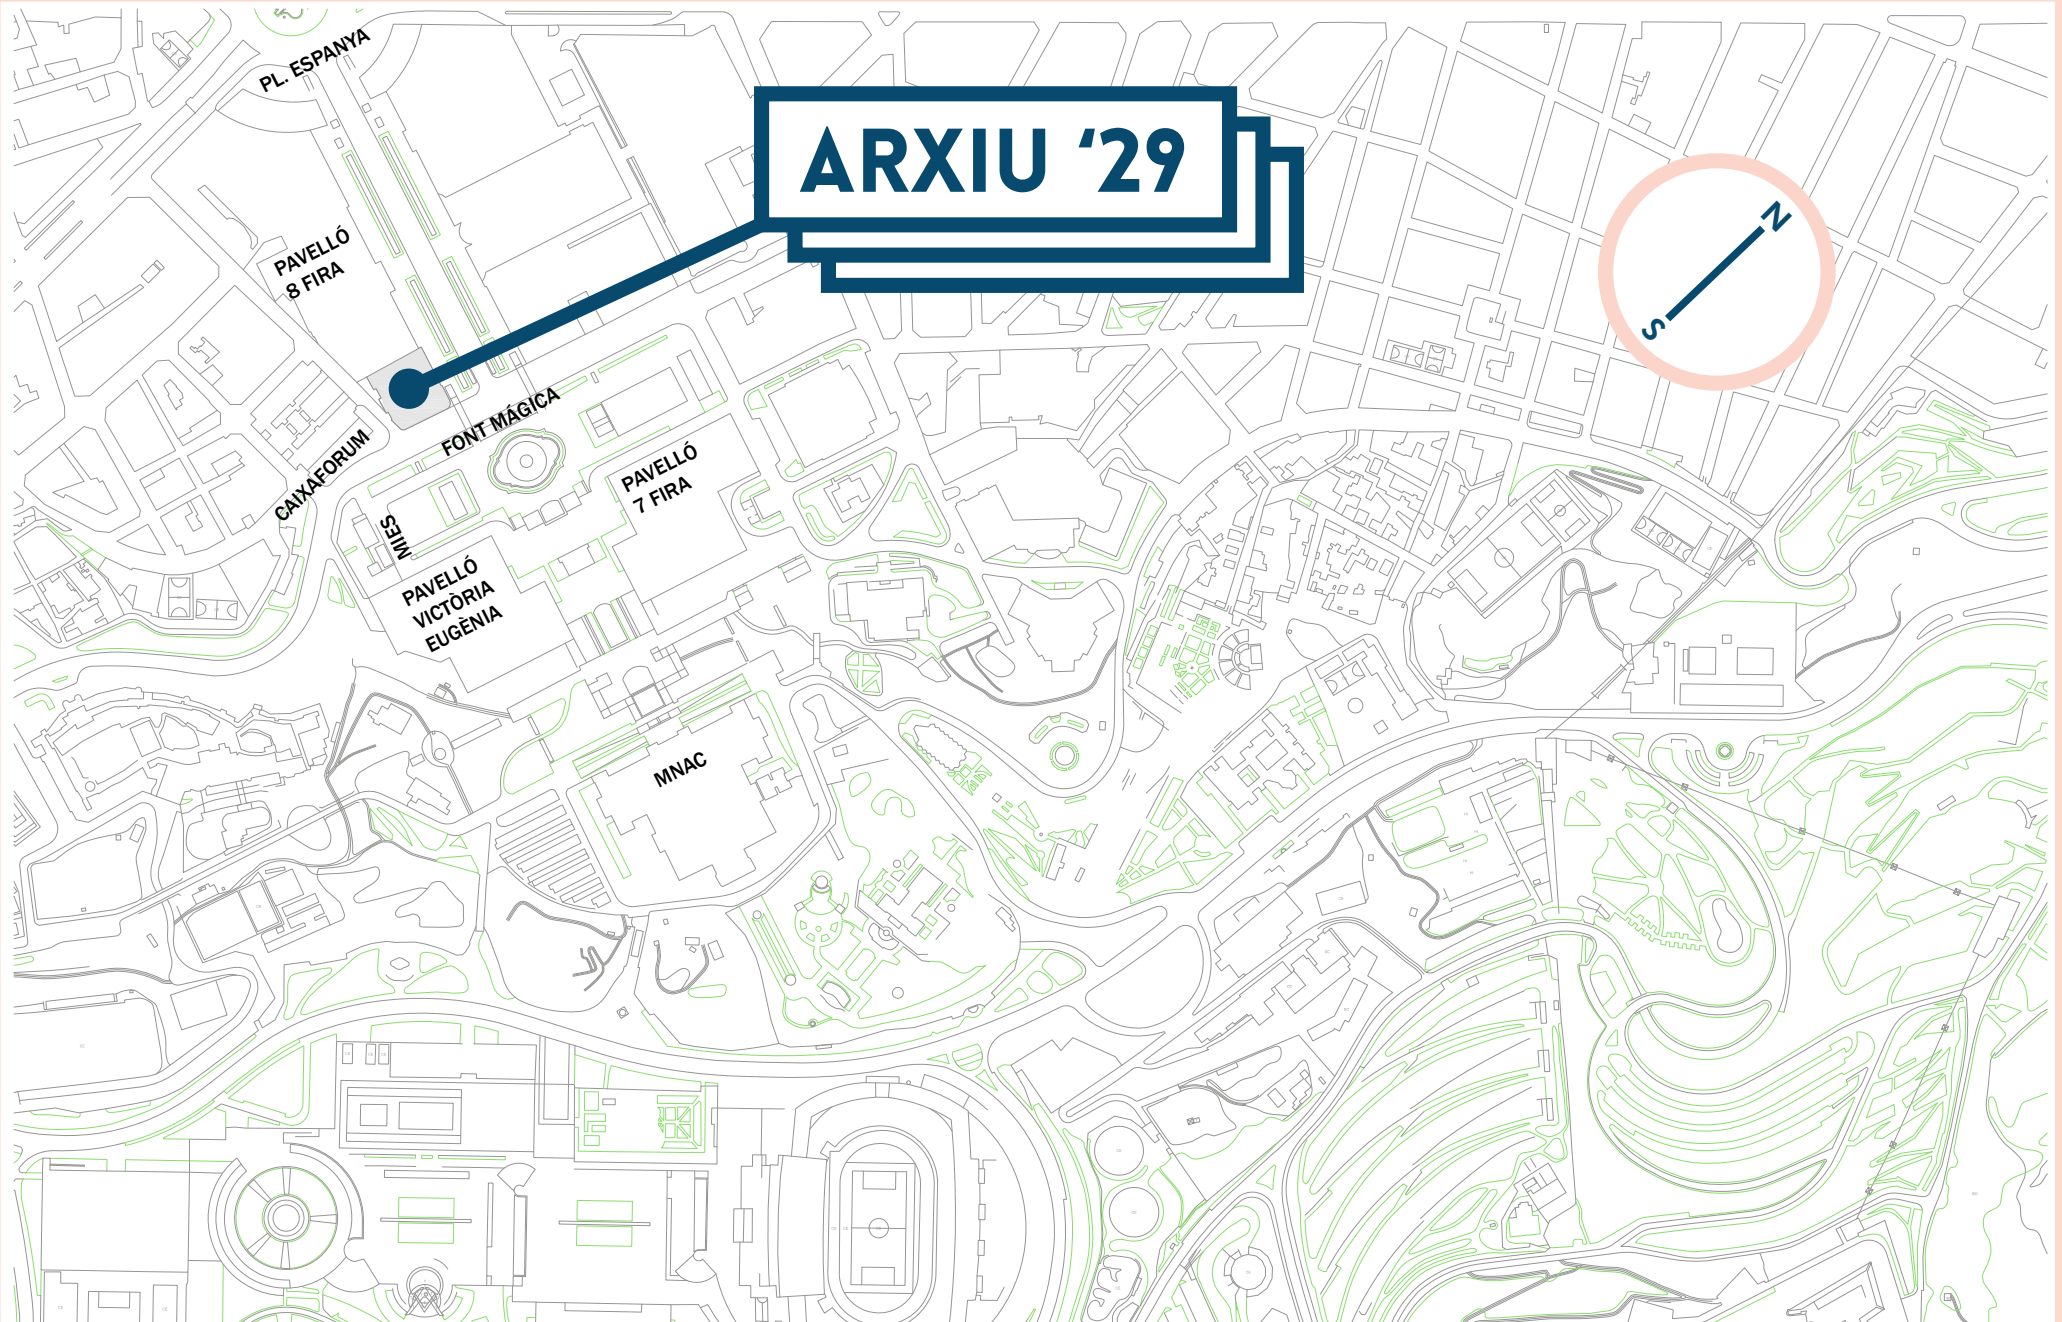 PL. ESPANYA
ARXIU ‘29
N
S
PAVELLÓ
8 FIRA
FONT MÁGICA
CAIXAFORUM
PAVELLÓ
7 FIRA
MIES
PAVELLÓ
VICTÒRIA
EUGÈNIA
MNAC